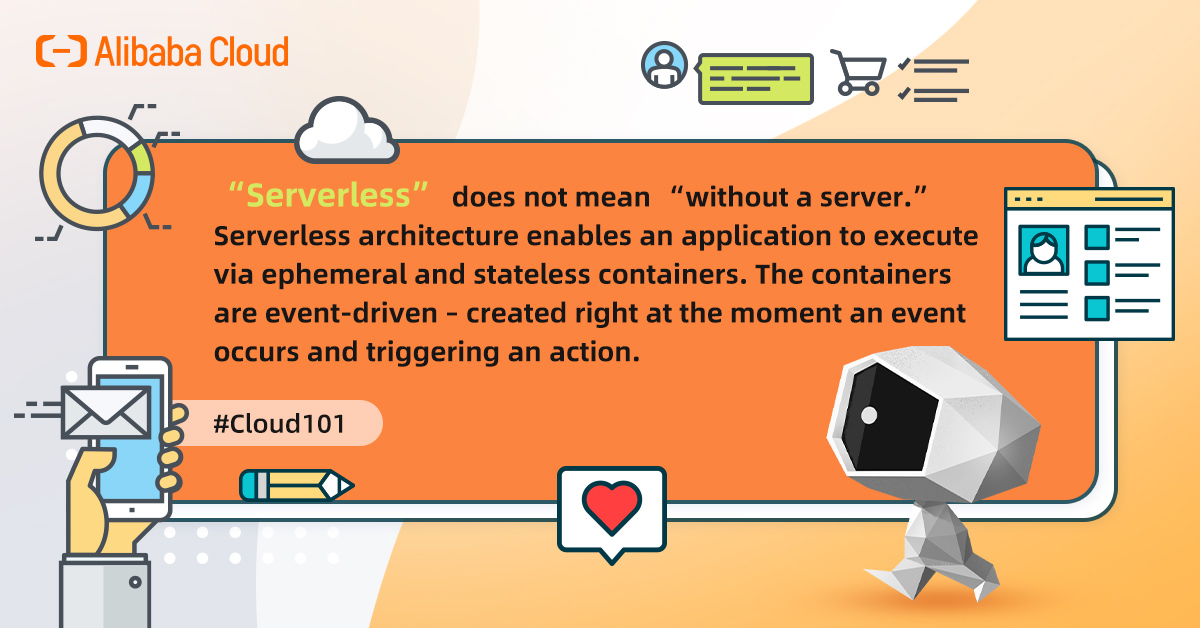 Alibaba Cloud
“Serverless” does not mean “without a server.”
Serverless architecture enables an application to execute
via ephemeral and stateless containers. The containers
are event-driven – created right at the moment an event
occurs and triggering an action.
#Cloud101